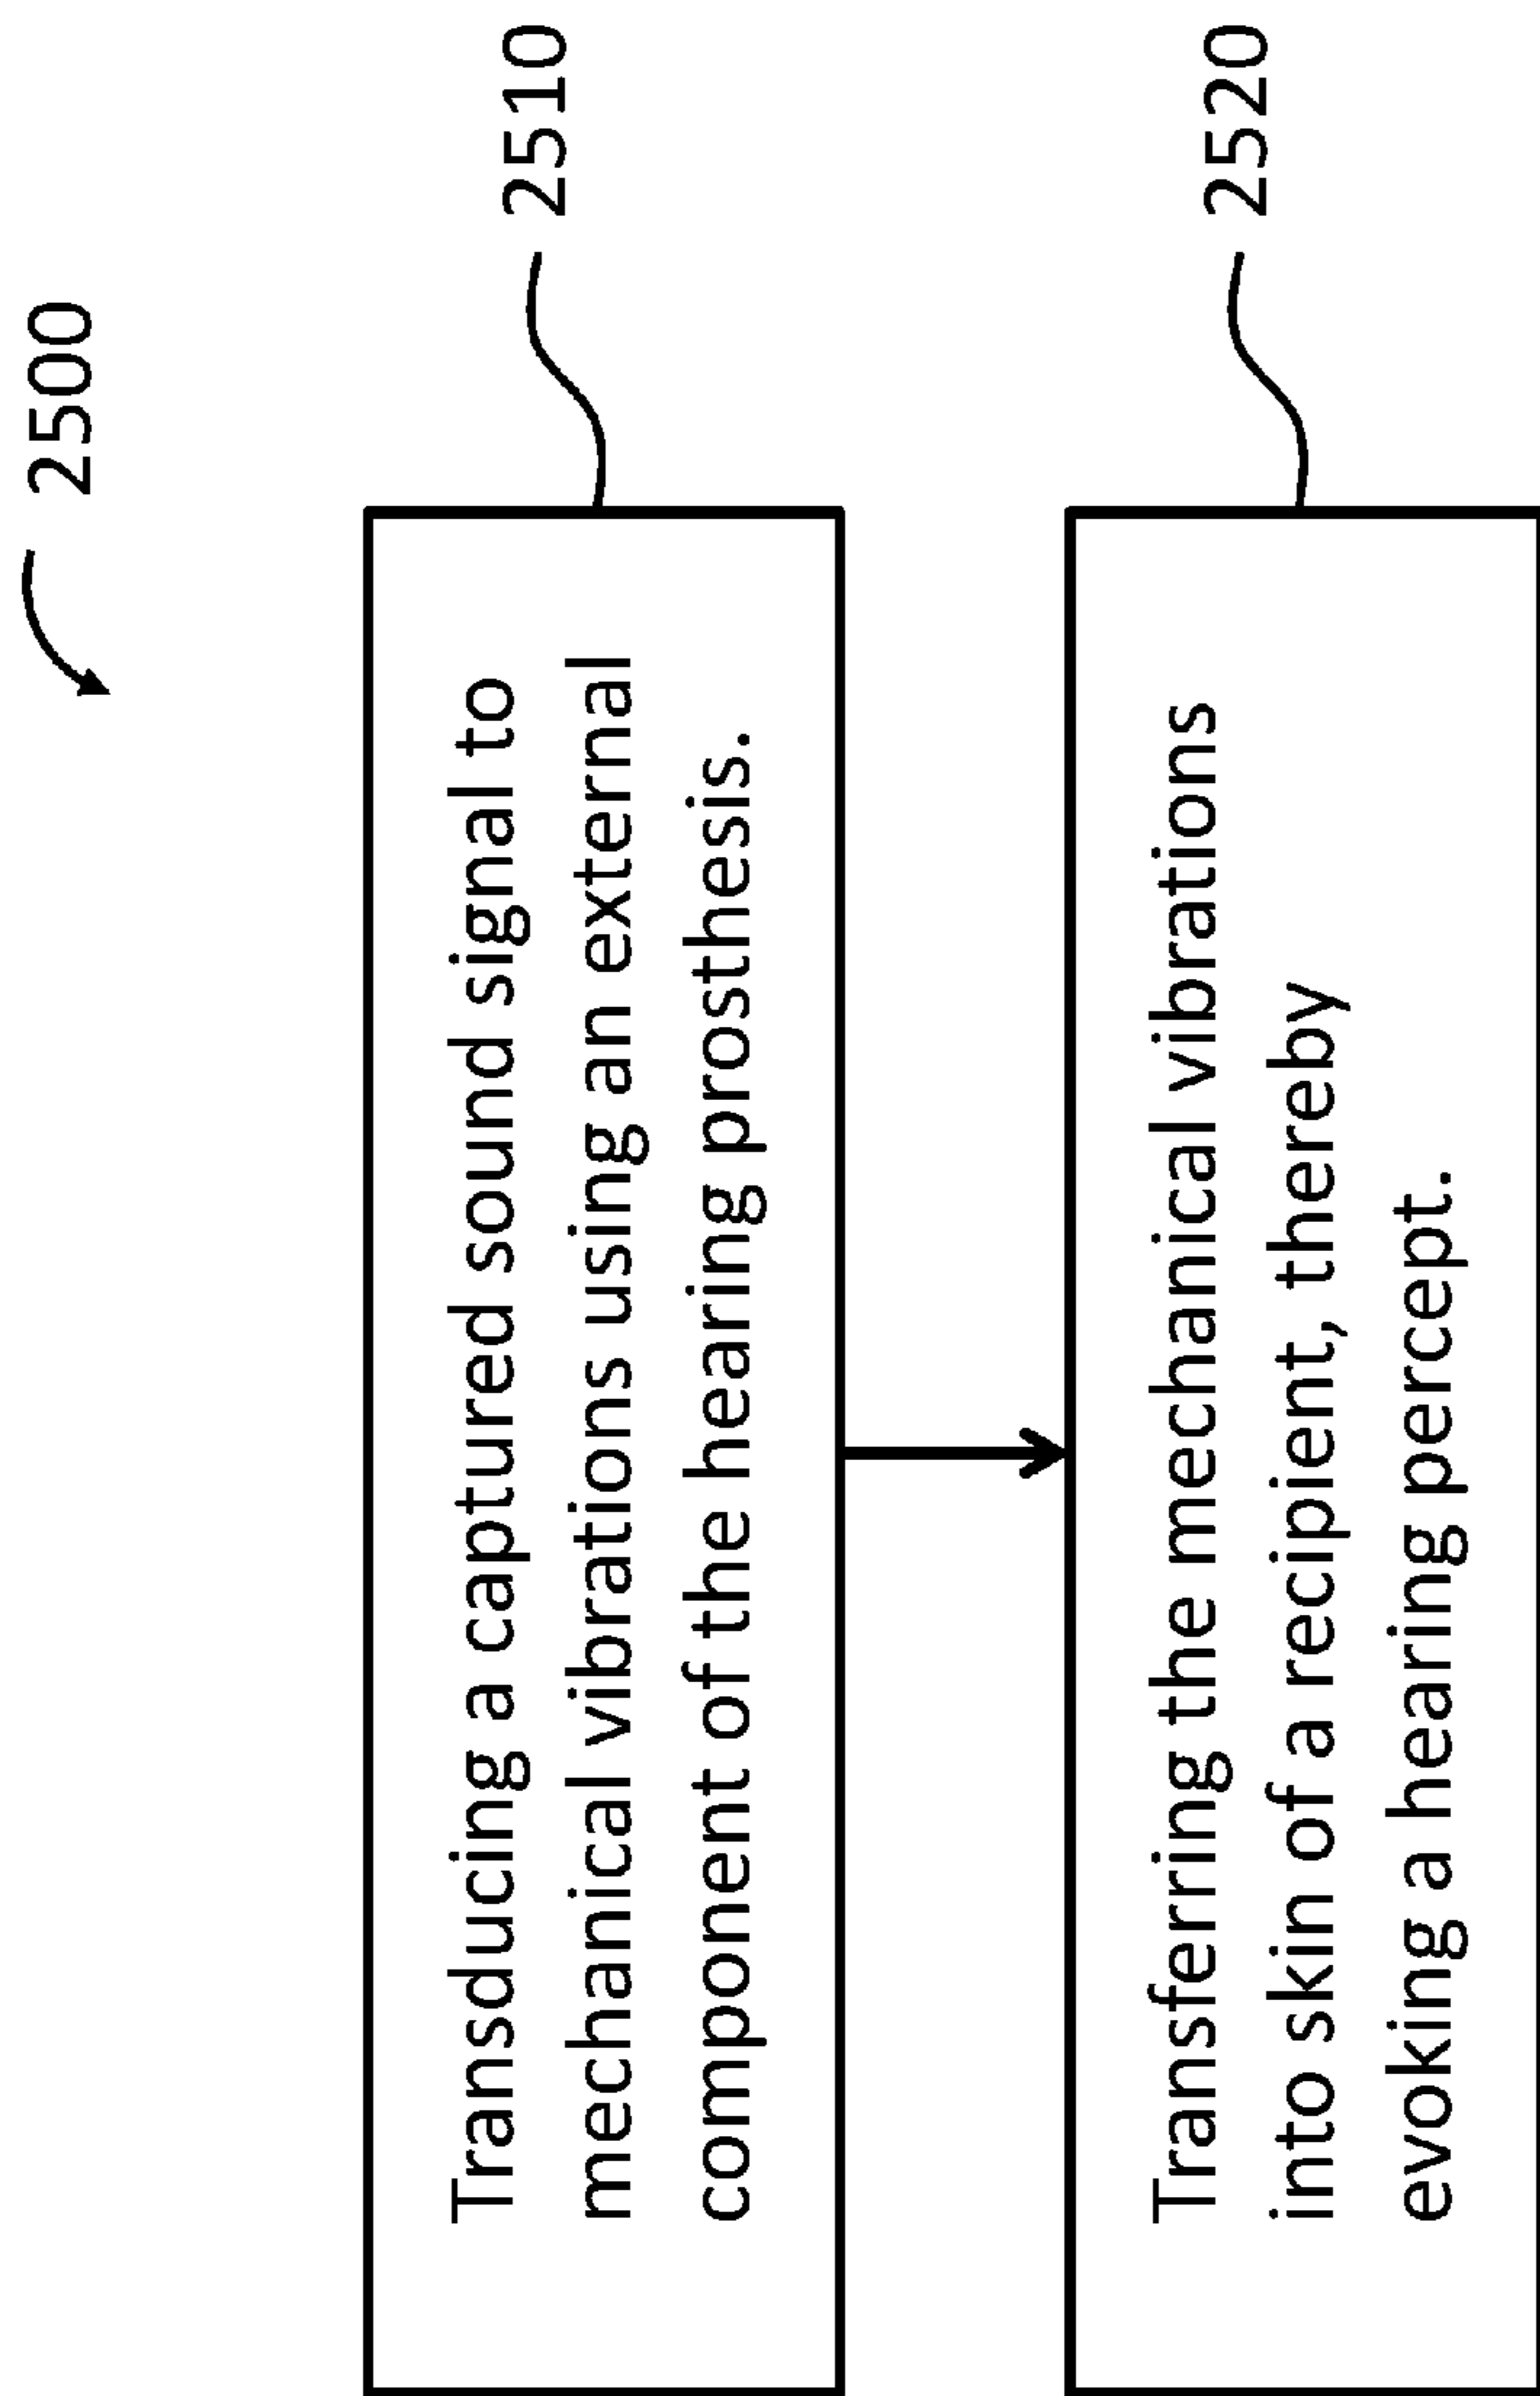 2500
Transducing a captured sound signal to
mechanical vibrations using an external
component of the hearing prosthesis.
2510
Transferring the mechanical vibrations
into skin of a recipient, thereby
evoking a hearing percept.
2520